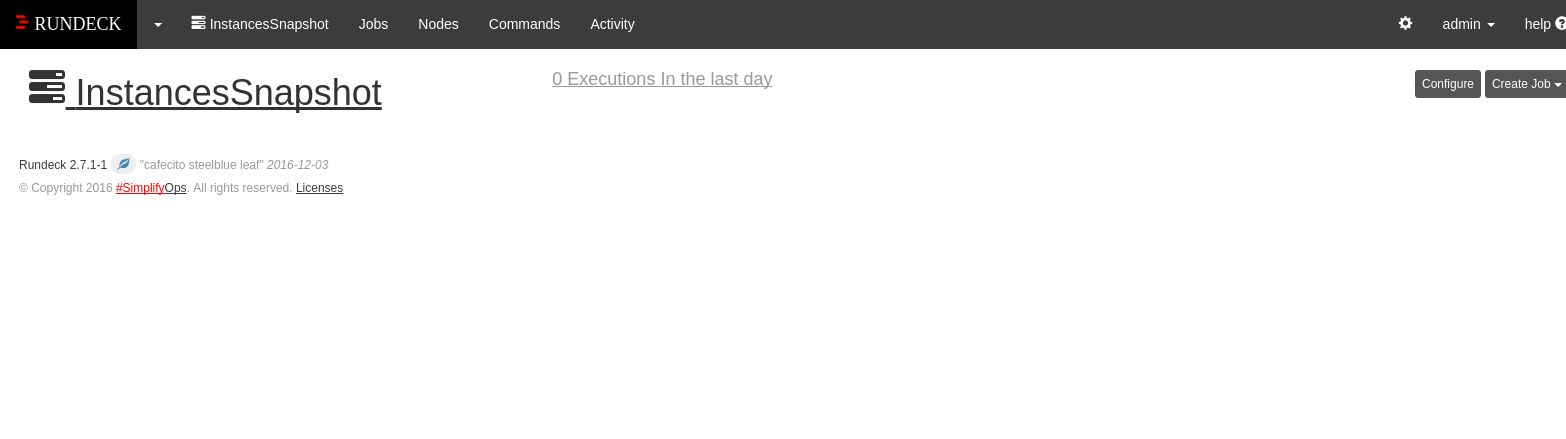 RUNDECK InstancesSnapshot Jobs Nodes Commands Activity admin help
InstancesSnapshot 0 Executions In the last day Configure Create Job
Rundeck 2.7.1-1 "cafecito steelblue leaf" 2016-12-03
© Copyright 2016 #SimplifyOps. All rights reserved. Licenses